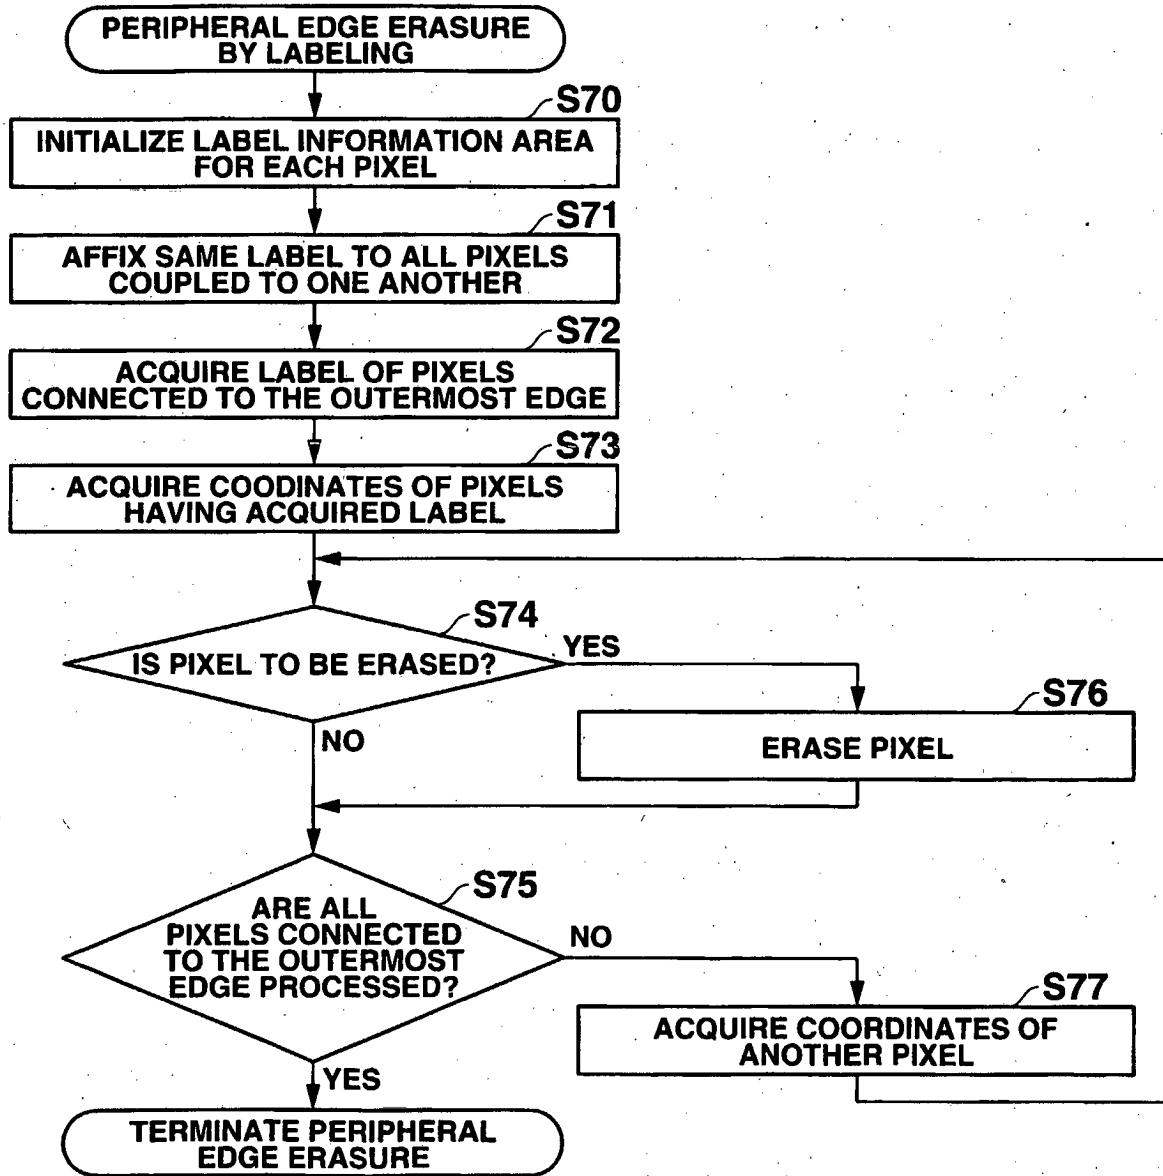 PERIPHERAL EDGE ERASURE
BY LABELING
S70
INITIALIZE LABEL INFORMATION AREA
FOR EACH PIXEL
S71
AFFIX SAME LABEL TO ALL PIXELS
COUPLED TO ONE ANOTHER
S72
ACQUIRE LABEL OF PIXELS
CONNECTED TO THE OUTERMOST EDGE
S73
ACQUIRE COODINATES OF PIXELS
HAVING ACQUIRED LABEL
S74
IS PIXEL TO BE ERASED?
YES
NO
S76
ERASE PIXEL
S75
ARE ALL
PIXELS CONNECTED
TO THE OUTERMOST
EDGE PROCESSED?
NO
YES
S77
ACQUIRE COORDINATES OF
ANOTHER PIXEL
TERMINATE PERIPHERAL
EDGE ERASURE